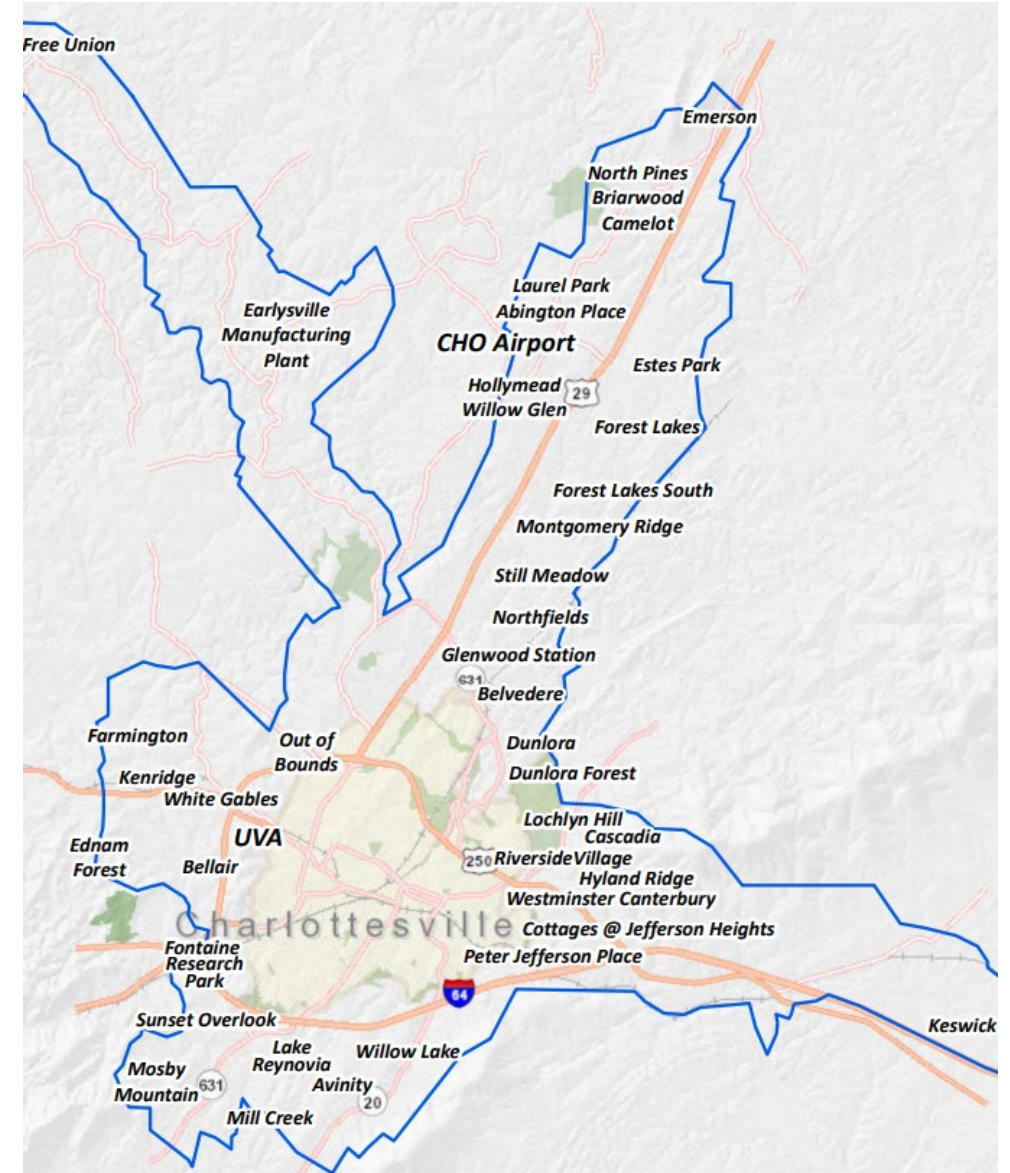 Free Union
Emerson
North Pines
Briarwood
Camelot
Laurel Park
Abington Place
Earlysville
Manufacturing
Plant
CHO Airport
Estes Park
Hollymead
Willow Glen
29
Forest Lakes
Forest Lakes South
Montgomery Ridge
Still Meadow
Northfields
Glenwood Station
631
Belvedere
Farmington
Out of
Bounds
Dunlora
Dunlora Forest
Kenridge
White Gables
Lochlyn Hill
Cascadia
UVA
Ednam
Forest
Bellair
250
RiversideVillage
Hyland Ridge
Westminster Canterbury
Charlottesville
Cottages @ Jefferson Heights
Fontaine
Research
Park
Peter Jefferson Place
64
Sunset Overlook
Keswick
Lake
Reynovia
Willow Lake
Mosby
Mountain
631
Avinity
20
Mill Creek